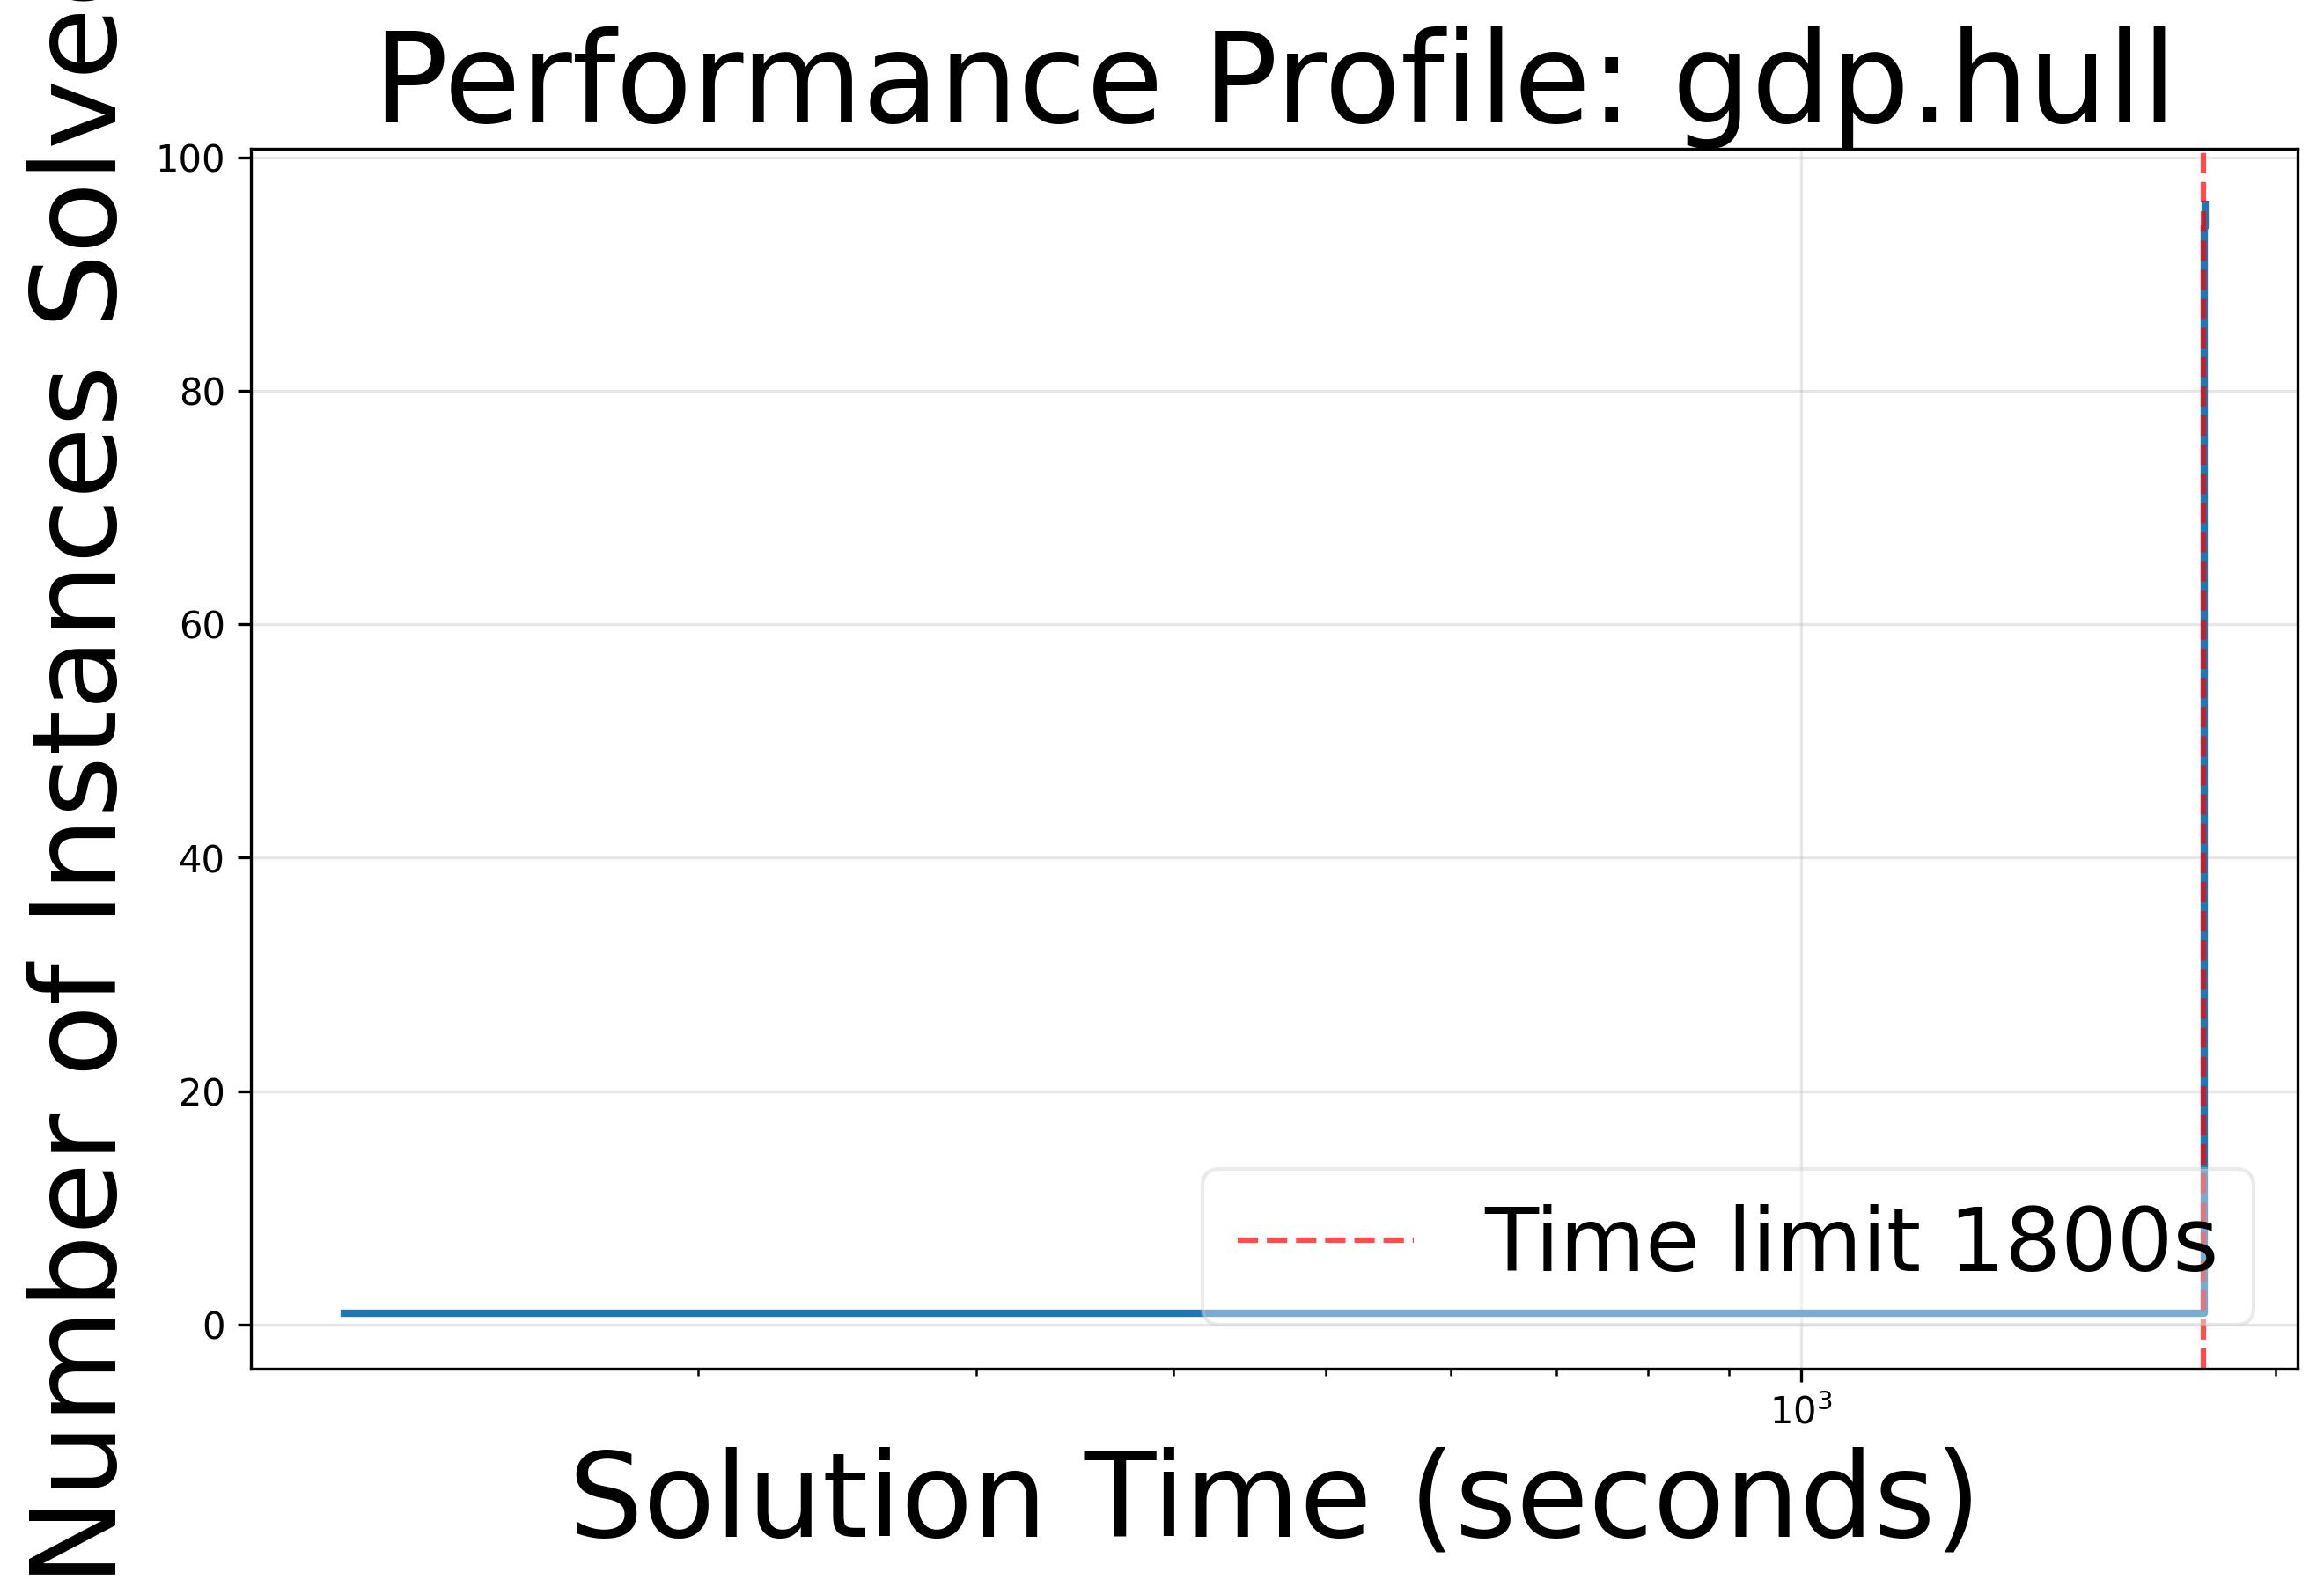 Performance Profile: gdp.hull
Number of Instances Solve
100
80
60
40
20
0
Time limit 1800s
10³
Solution Time (seconds)